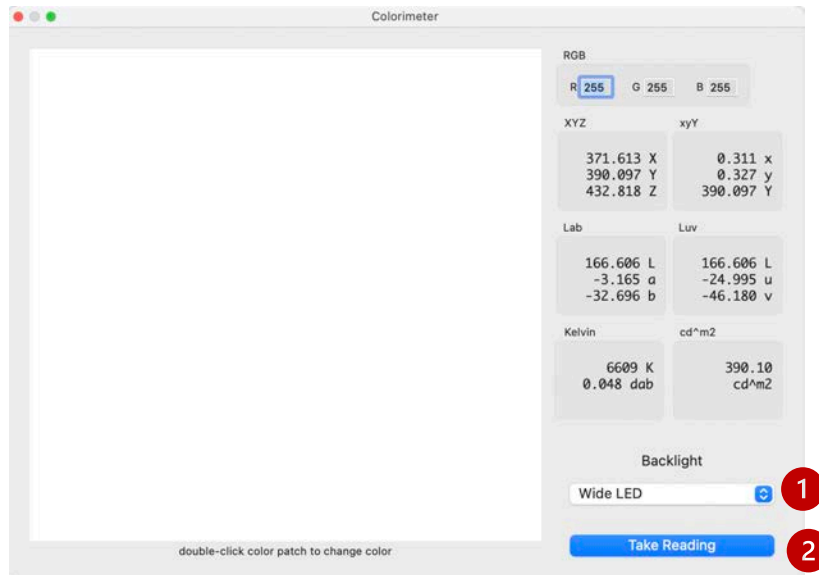 Colorimeter
RGB
R 255 G 255 B 255
XYZ xyY
371.613 X 0.311 x
390.097 Y 0.327 y
432.818 Z 390.097 Y
Lab Luv
166.606 L 166.606 L
-3.165 a -24.995 u
-32.696 b -46.180 v
Kelvin cd^m2
6609 K 390.10
0.048 dab cd^m2
Backlight
Wide LED 1
Take Reading 2
double-click color patch to change color